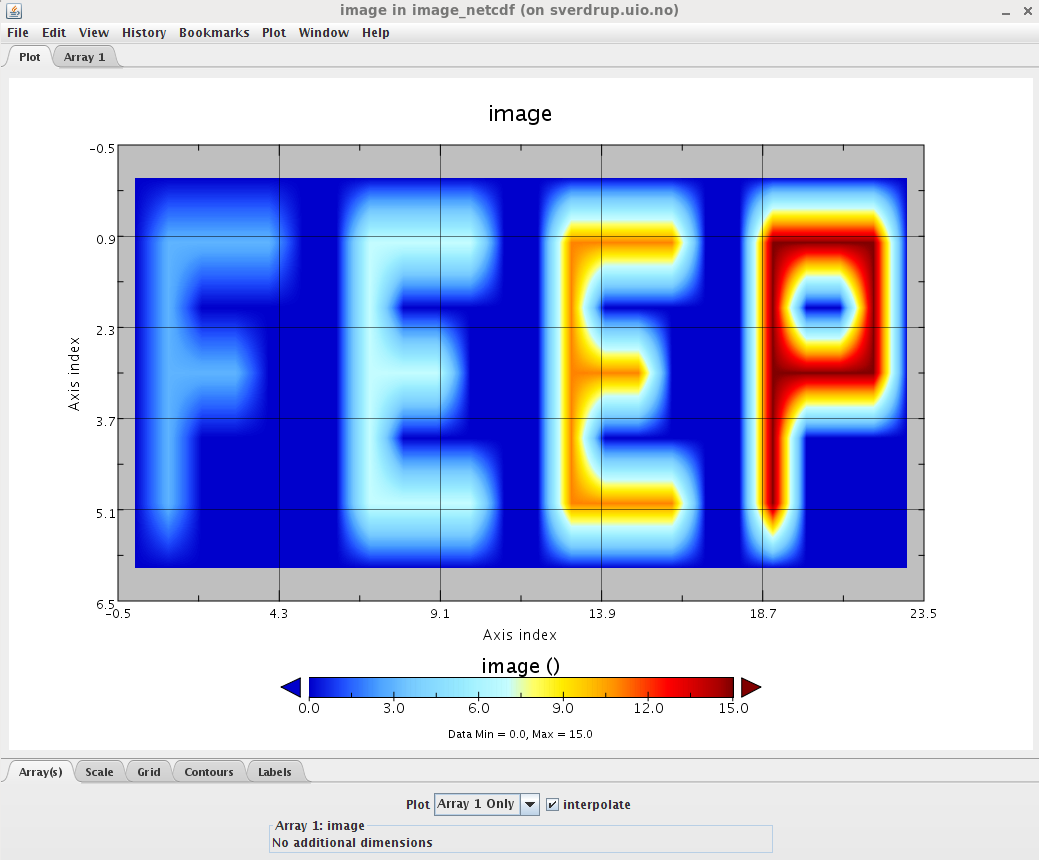 image in image_netcdf (on sverdrup.uio.no)
File Edit View History Bookmarks Plot Window Help
Plot Array 1
image
-0.5
0.9
2.3
3.7
5.1
6.5
Axis index
FEEP
-0.5 4.3 9.1 13.9 18.7 23.5
Axis index
image ()
0.0 3.0 6.0 9.0 12.0 15.0
Data Min = 0.0, Max = 15.0
Array(s) Scale Grid Contours Labels
Plot Array 1 Only interpolate
Array 1: image
No additional dimensions